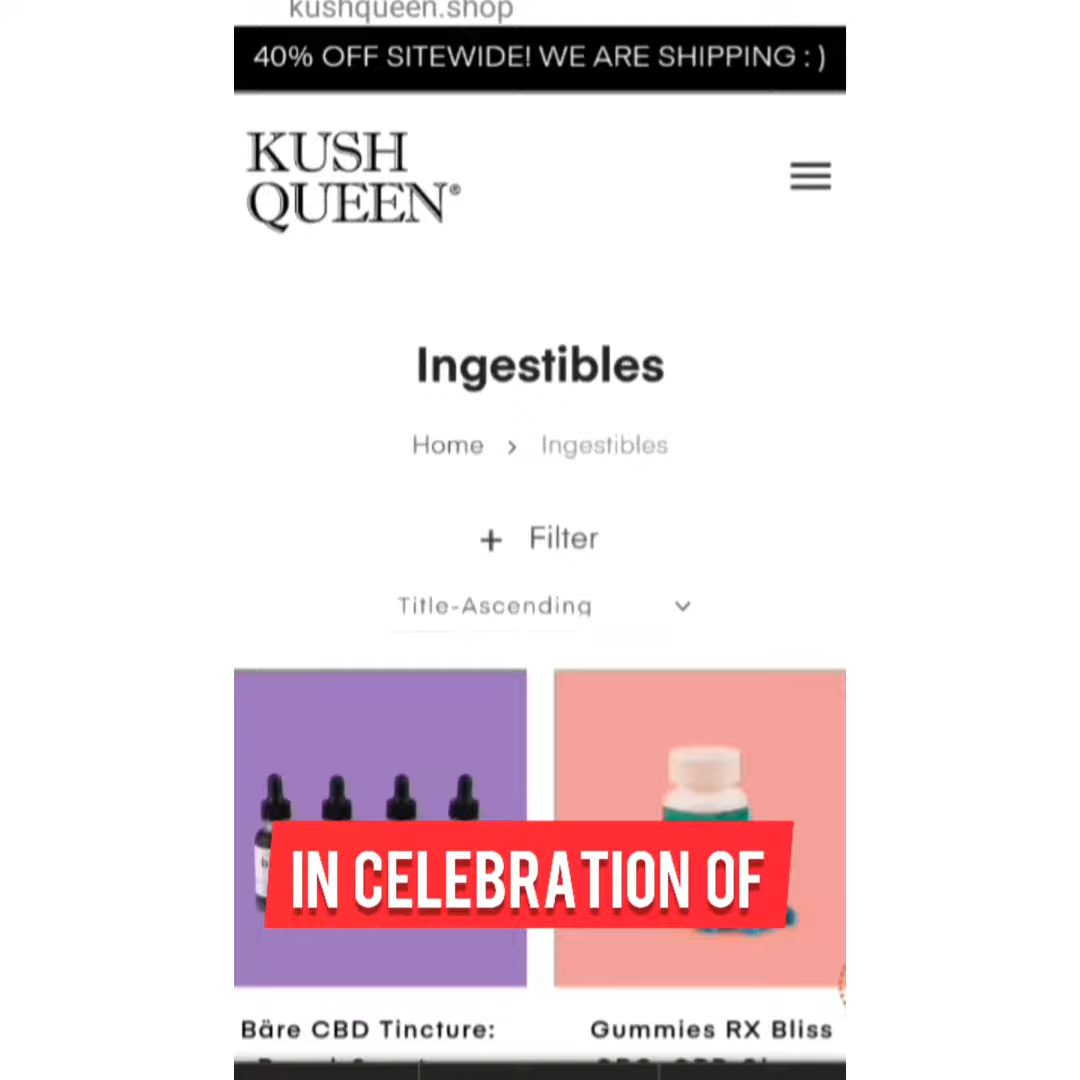 kushqueen.shop
40% OFF SITEWIDE! WE ARE SHIPPING : )
KUSH
QUEEN®
Ingestibles
Home > Ingestibles
+ Filter
Title-Ascending
IN CELEBRATION OF
Bäre CBD Tincture:
Gummies RX Bliss